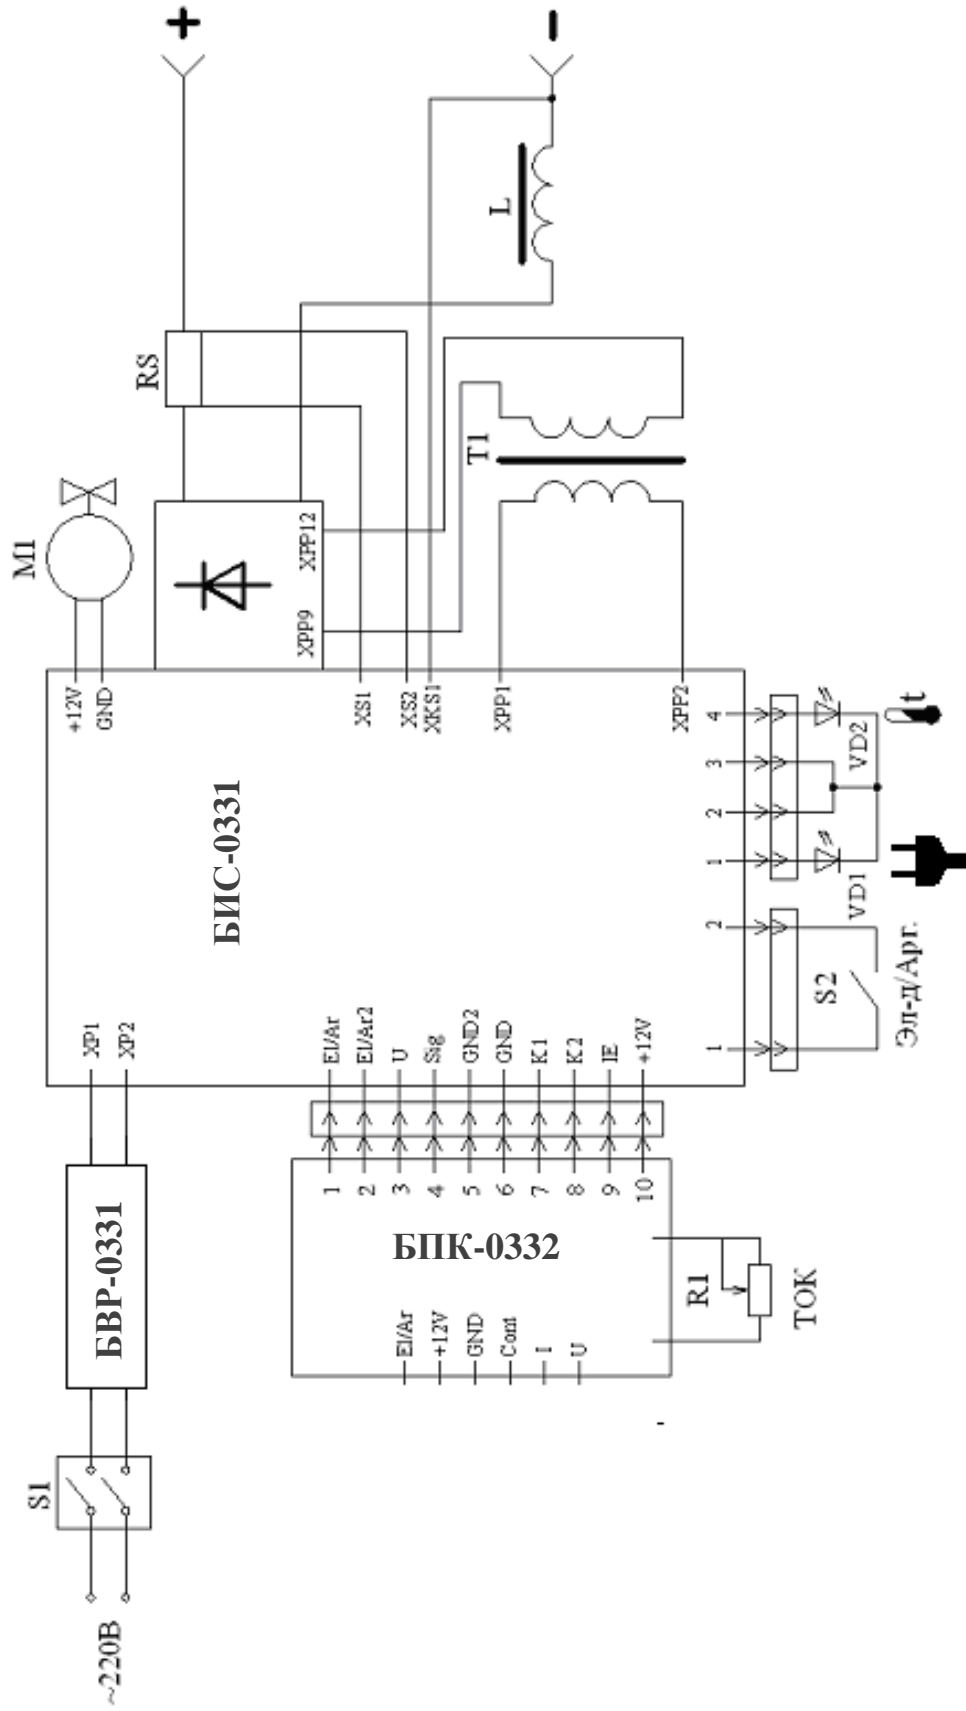 +
-
RS
M1
L
T1
XPP12
XPP9
+12V
GND
XS1
XS2
XKS1
XPP1
XPP2
БИС-0331
4
3
2
1
VD2
t
VD1
2
1
S2
Эл-д/Арг.
XP1
XP2
El/Ar
El/Ar2
U
Sig
GND2
GND
K1
K2
IE
+12V
1
2
3
4
5
6
7
8
9
10
БВР-0331
БПК-0332
El/Ar
+12V
GND
Cont
I
U
R1
ТОК
S1
~220В
-